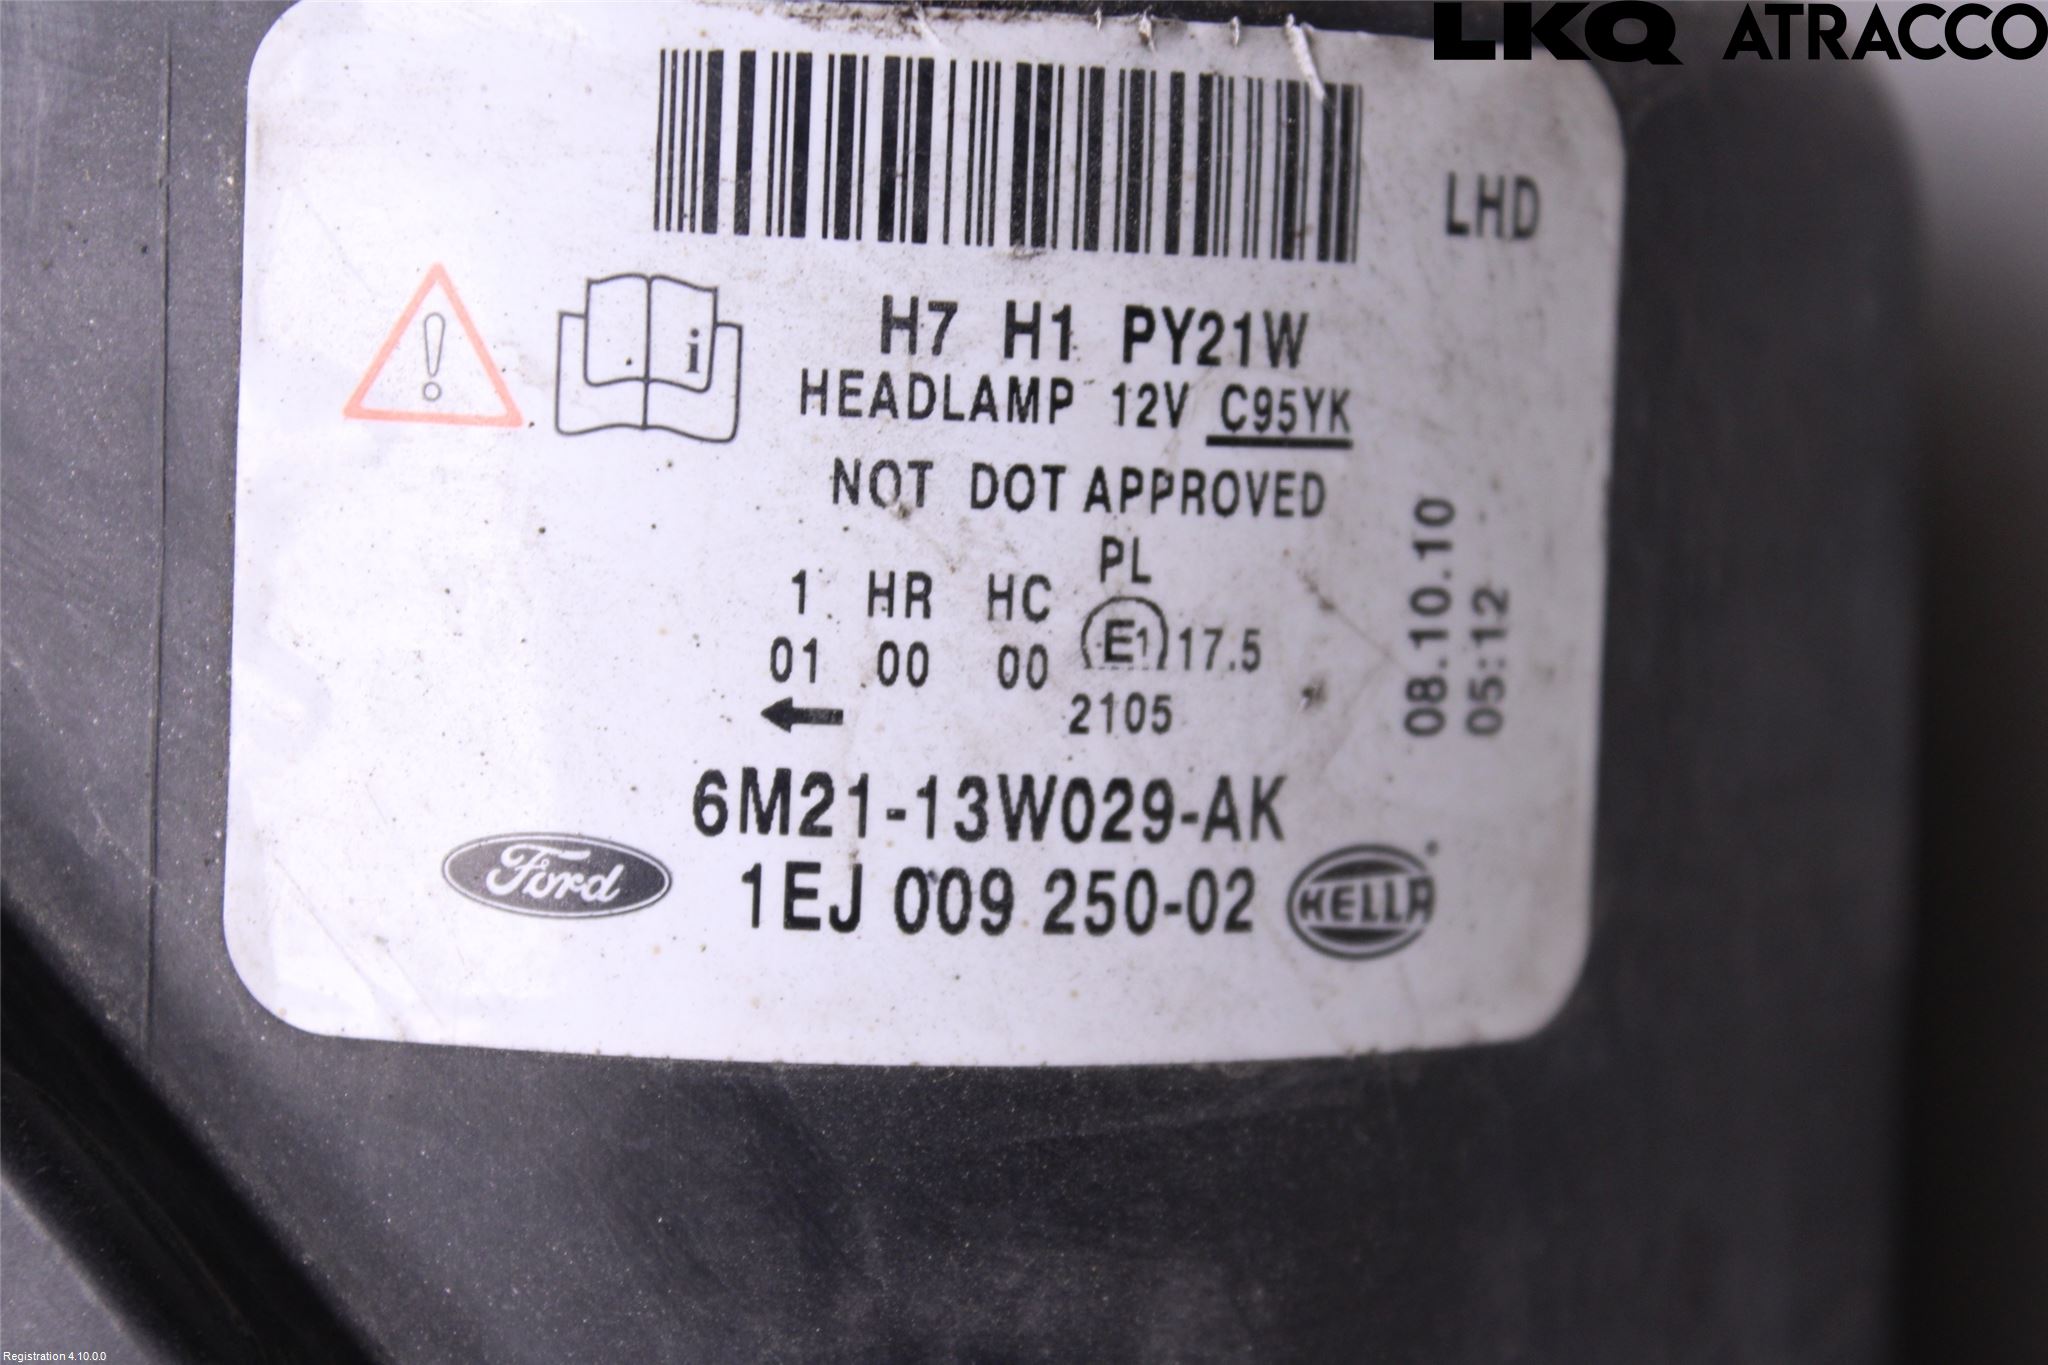 LKQ ATRACCO
LHD
i
H7 H1 PY21W
HEADLAMP 12V C95YK
NOT DOT APPROVED
PL
1 HR HC
01 00 00 E1 17.5
2105
08.10.10
05:12
6M21-13W029-AK
Ford 1EJ 009 250-02 HELLA
Registration 4.10.0.0